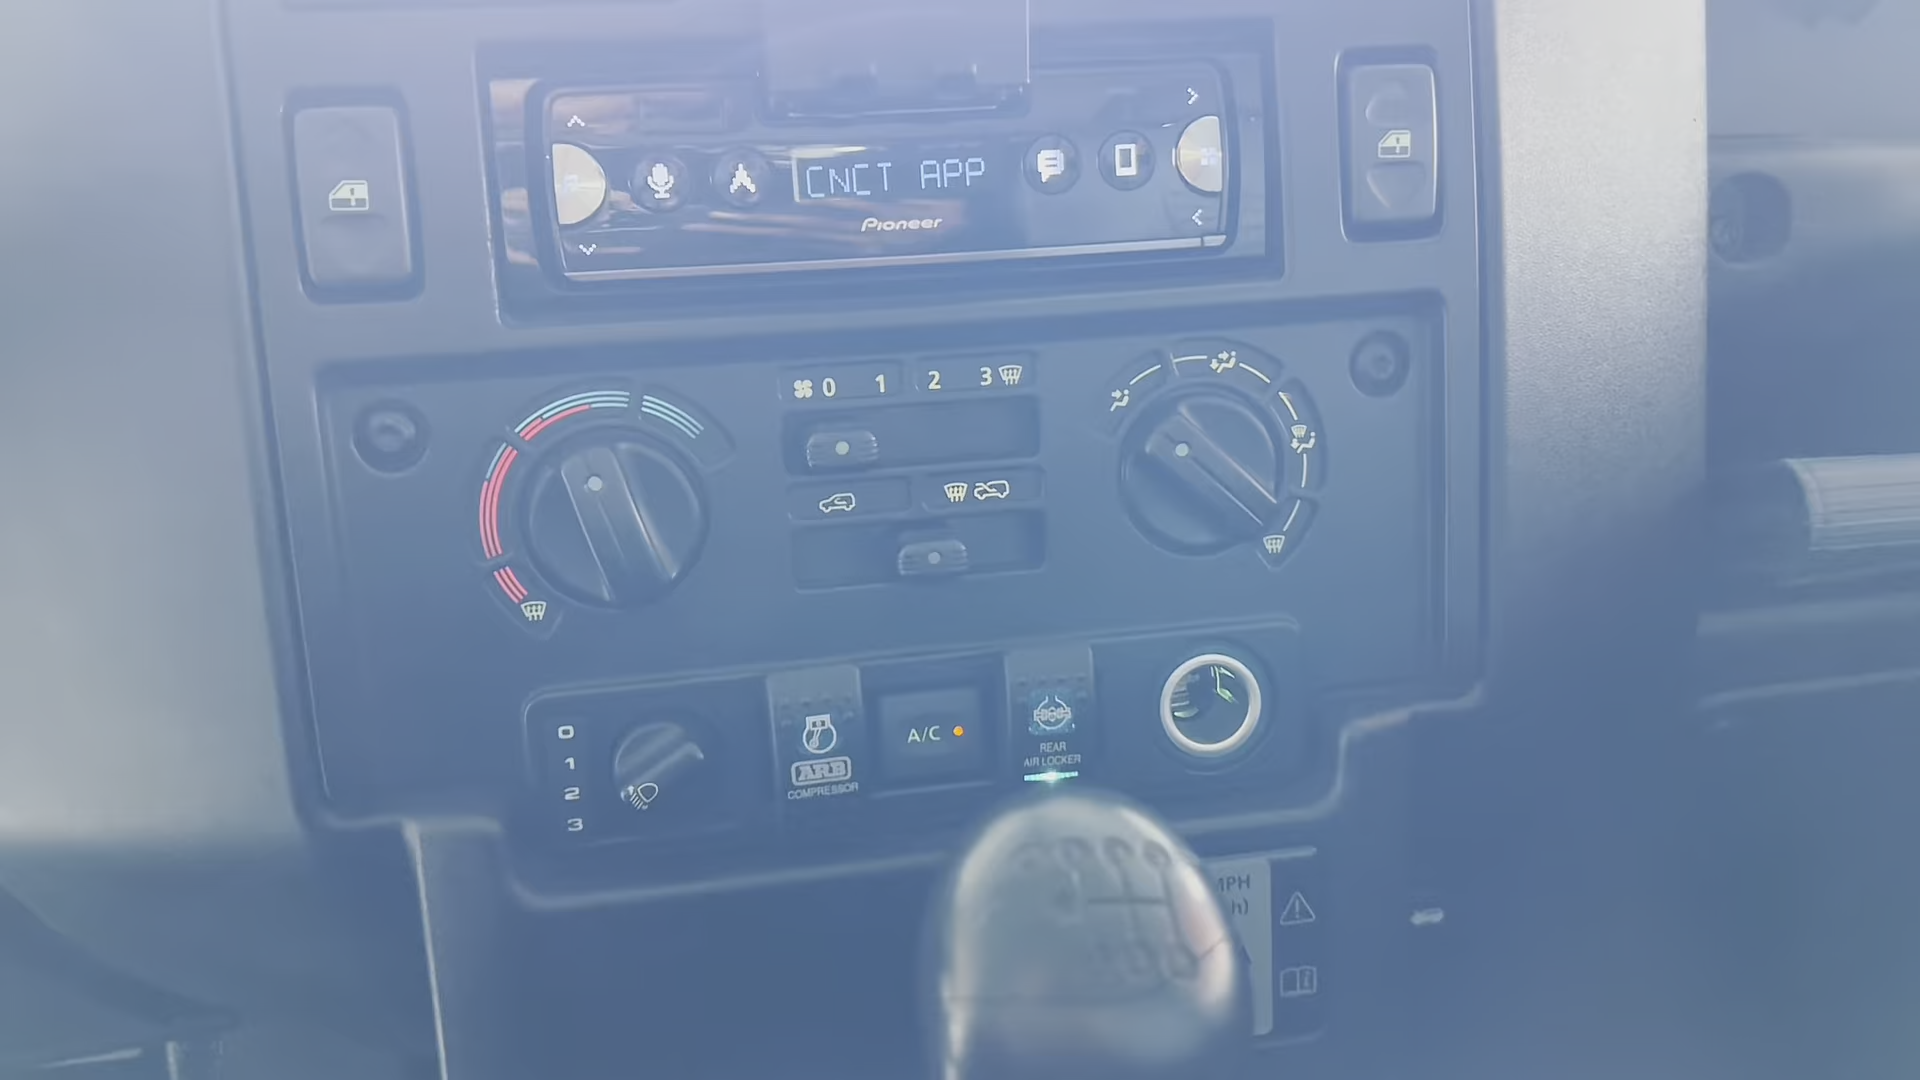 CNCT APP
Pioneer
0 1 2 3
0
1
2
3
ARB
COMPRESSOR
A/C
REAR
AIR LOCKER
MPH